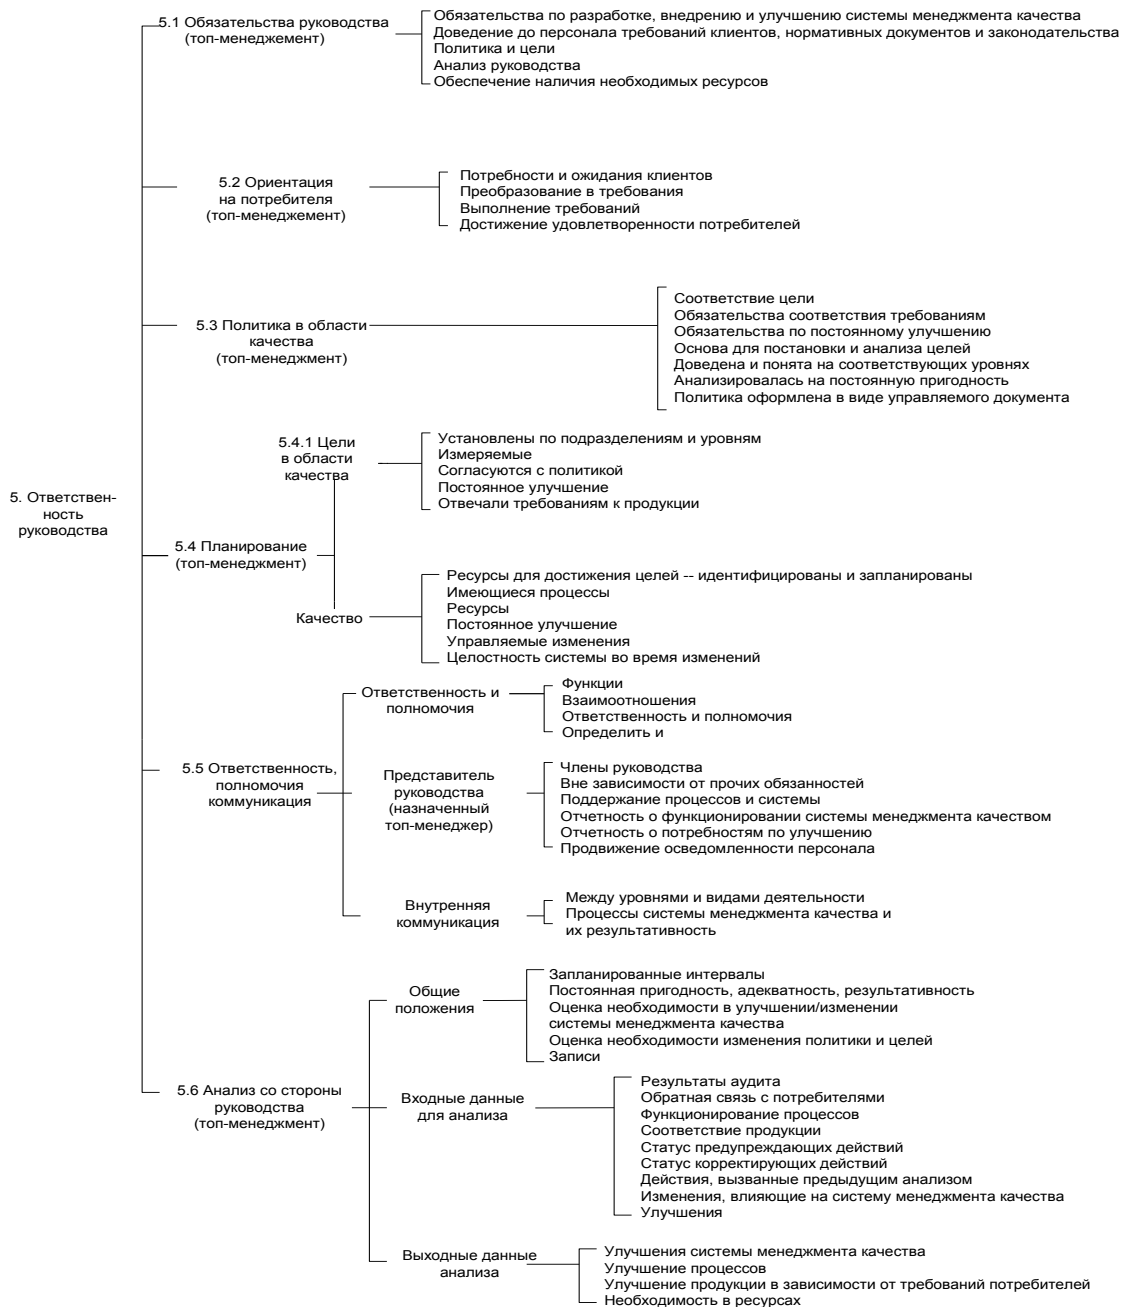 5. Ответствен-
ность
руководства
5.1 Обязательства руководства
(топ-менеджемент)
Обязательства по разработке, внедрению и улучшению системы менеджмента качества
Доведение до персонала требований клиентов, нормативных документов и законодательства
Политика и цели
Анализ руководства
Обеспечение наличия необходимых ресурсов
5.2 Ориентация
на потребителя
(топ-менеджемент)
Потребности и ожидания клиентов
Преобразование в требования
Выполнение требований
Достижение удовлетворенности потребителей
5.3 Политика в области
качества
(топ-менеджмент)
Соответствие цели
Обязательства соответствия требованиям
Обязательства по постоянному улучшению
Основа для постановки и анализа целей
Доведена и понята на соответствующих уровнях
Анализировалась на постоянную пригодность
Политика оформлена в виде управляемого документа
5.4 Планирование
(топ-менеджмент)
5.4.1 Цели
в области
качества
Установлены по подразделениям и уровням
Измеряемые
Согласуются с политикой
Постоянное улучшение
Отвечали требованиям к продукции
Качество
Ресурсы для достижения целей -- идентифицированы и запланированы
Имеющиеся процессы
Ресурсы
Постоянное улучшение
Управляемые изменения
Целостность системы во время изменений
5.5 Ответственность,
полномочия
коммуникация
Ответственность и
полномочия
Функции
Взаимоотношения
Ответственность и полномочия
Определить и
Представитель
руководства
(назначенный
топ-менеджер)
Члены руководства
Вне зависимости от прочих обязанностей
Поддержание процессов и системы
Отчетность о функционировании системы менеджмента качеством
Отчетность о потребностям по улучшению
Продвижение осведомленности персонала
Внутренняя
коммуникация
Между уровнями и видами деятельности
Процессы системы менеджмента качества и
их результативность
5.6 Анализ со стороны
руководства
(топ-менеджмент)
Общие
положения
Запланированные интервалы
Постоянная пригодность, адекватность, результативность
Оценка необходимости в улучшении/изменении
системы менеджмента качества
Оценка необходимости изменения политики и целей
Записи
Входные данные
для анализа
Результаты аудита
Обратная связь с потребителями
Функционирование процессов
Соответствие продукции
Статус предупреждающих действий
Статус корректирующих действий
Действия, вызванные предыдущим анализом
Изменения, влияющие на систему менеджмента качества
Улучшения
Выходные данные
анализа
Улучшения системы менеджмента качества
Улучшение процессов
Улучшение продукции в зависимости от требований потребителей
Необходимость в ресурсах